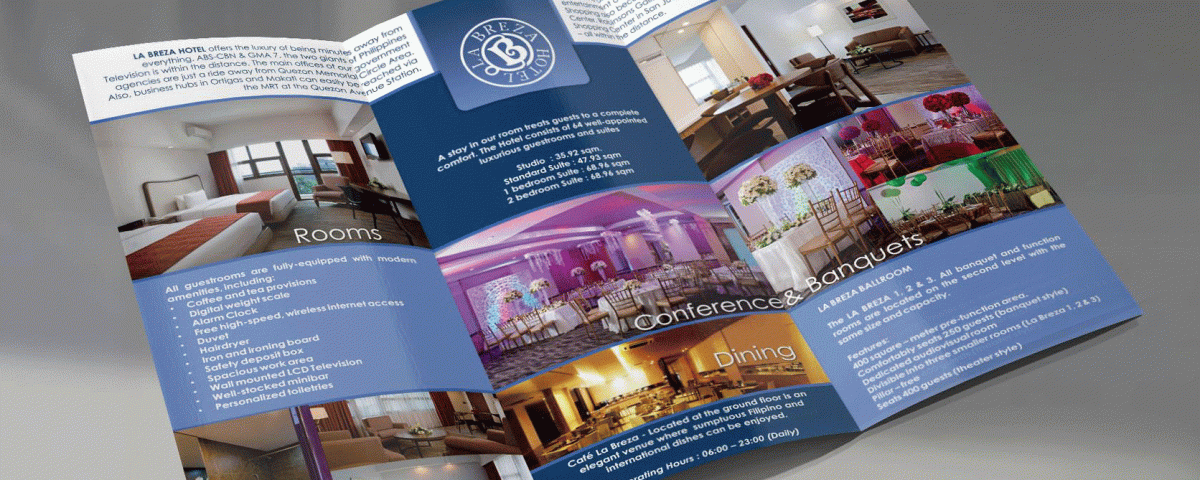 LA BREZA HOTEL offers the luxury of being minutes away from
everything. ABS-CBN & GMA 7, the two giants of Philippines
Television is within the distance. The main offices of our government
agencies are just a ride away from Quezon Memorial Circle Area.
Also, business hubs in Ortigas and Makati can easily be reached via
the MRT at the Quezon Avenue Station.
Rooms
All guestrooms are fully-equipped with modern
amenities, including:
• Coffee and tea provisions
• Digital weight scale
• Alarm Clock
• Free high-speed, wireless internet access
• Duvet
• Hairdryer
• Iron and ironing board
• Safety deposit box
• Spacious work area
• Wall mounted LCD Television
• Well-stocked minibar
• Personalized toiletries
LA BREZA HOTEL
LB
A stay in our room treats guests to a complete
comfort. The Hotel consists of 64 well-appointed
luxurious guestrooms and suites
Studio : 35.92 sqm.
Standard Suite : 47.93 sqm
1 bedroom Suite : 68.96 sqm
2 bedroom Suite : 68.96 sqm
Conference & Banquets
Dining
Café La Breza - Located at the ground floor is an
elegant venue where sumptuous Filipino and
International dishes can be enjoyed.
Hours : 06:00 – 23:00 (Daily)
Shopping
Center, Robinsons
Shopping Center in San
– all within the distance.
LA BREZA BALLROOM
The LA BREZA 1, 2 & 3. All banquet and function
rooms are located on the second level with the
same size and capacity.
Features:
400 square – meter pre-function area.
Comfortably seats 250 guests (banquet style)
Dedicated audiovisual room
Divisible into three smaller rooms (La Breza 1, 2 & 3)
Pillar – free
Seats 400 guests (theater style)